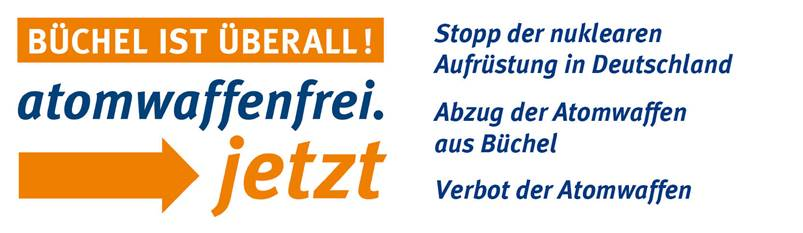 BÜCHEL IST ÜBERALL!
atomwaffenfrei.
jetzt
Stopp der nuklearen
Aufrüstung in Deutschland
Abzug der Atomwaffen
aus Büchel
Verbot der Atomwaffen